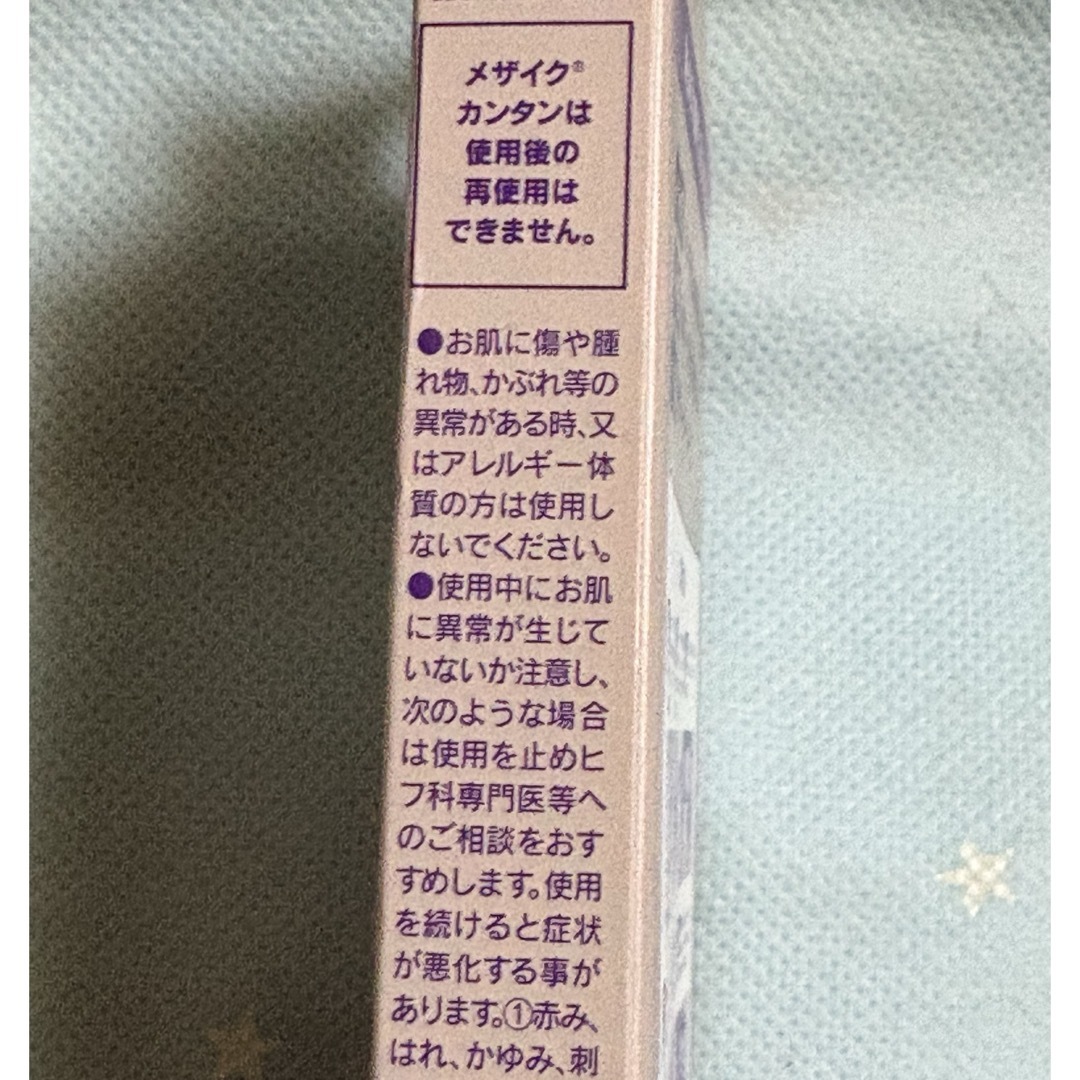 メザイク®
カンタンは
使用後の
再使用は
できません。
●お肌に傷や腫
れ物、かぶれ等の
異常がある時、又
はアレルギー体
質の方は使用し
ないでください。
●使用中にお肌
に異常が生じて
いないか注意し、
次のような場合
は使用を止めヒ
フ科専門医等へ
のご相談をおす
すめします。使用
を続けると症状
が悪化する事が
あります。①赤み、
はれ、かゆみ、刺